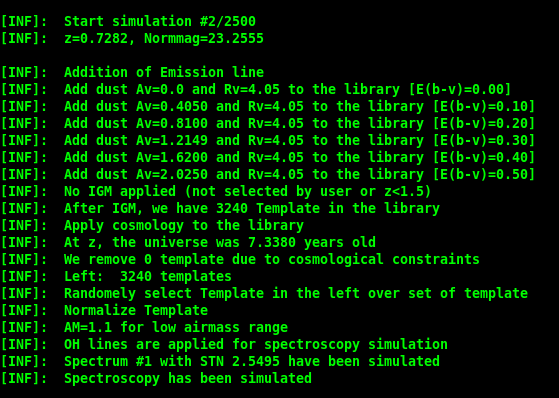 [INF]: Start simulation #2/2500
[INF]: z=0.7282, Normmag=23.2555
[INF]: Addition of Emission line
[INF]: Add dust Av=0.0 and Rv=4.05 to the library [E(b-v)=0.00]
[INF]: Add dust Av=0.4050 and Rv=4.05 to the library [E(b-v)=0.10]
[INF]: Add dust Av=0.8100 and Rv=4.05 to the library [E(b-v)=0.20]
[INF]: Add dust Av=1.2149 and Rv=4.05 to the library [E(b-v)=0.30]
[INF]: Add dust Av=1.6200 and Rv=4.05 to the library [E(b-v)=0.40]
[INF]: Add dust Av=2.0250 and Rv=4.05 to the library [E(b-v)=0.50]
[INF]: No IGM applied (not selected by user or z<1.5)
[INF]: After IGM, we have 3240 Template in the library
[INF]: Apply cosmology to the library
[INF]: At z, the universe was 7.3380 years old
[INF]: We remove 0 template due to cosmological constraints
[INF]: Left: 3240 templates
[INF]: Randomely select Template in the left over set of template
[INF]: Normalize Template
[INF]: AM=1.1 for low airmass range
[INF]: OH lines are applied for spectroscopy simulation
[INF]: Spectrum #1 with STN 2.5495 have been simulated
[INF]: Spectroscopy has been simulated